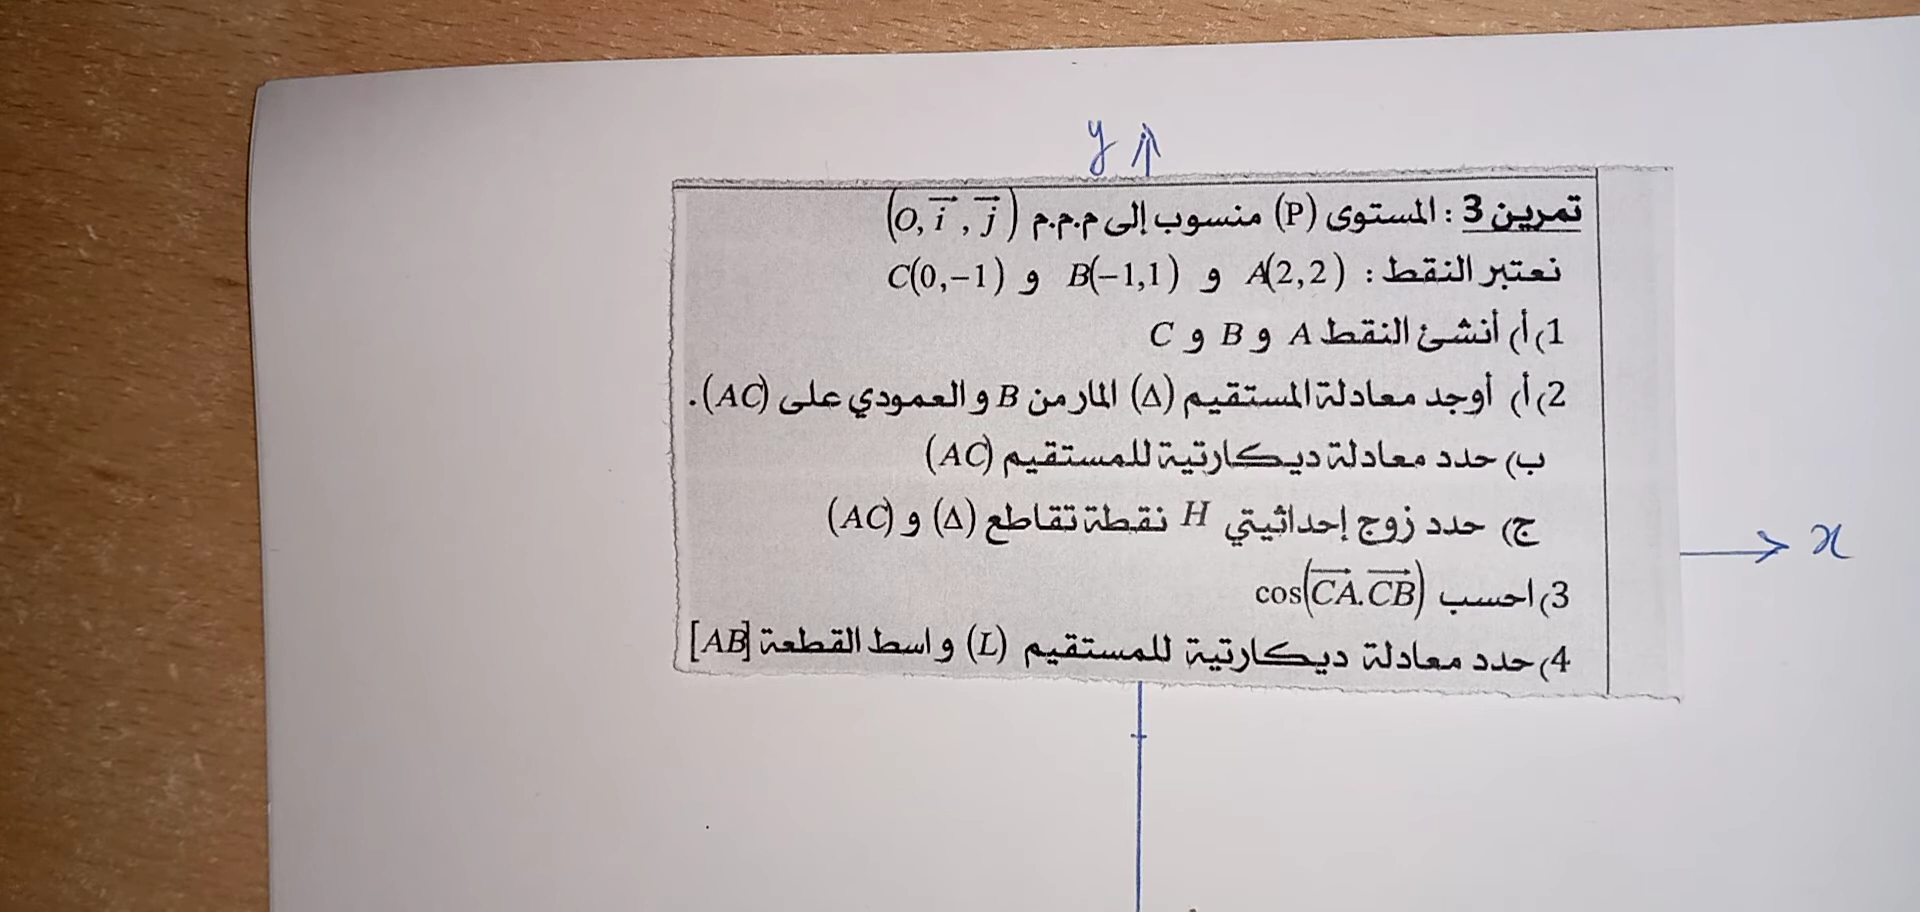 y
تمرين 3 : المستوى (P) منسوب إلى م.م.م (O, i, j)
نعتبر النقط : A(2,2) و B(−1,1) و C(0,−1)
1) أ) أنشئ النقط A و B و C
2) أ) أوجد معادلة المستقيم (Δ) المار من B و العمودي على (AC).
ب) حدد معادلة ديكارتية للمستقيم (AC)
ج) حدد زوج إحداثيتي H نقطة تقاطع (Δ) و (AC)
x
3) احسب cos(CA.CB)
4) حدد معادلة ديكارتية للمستقيم (L) واسط القطعة [AB]